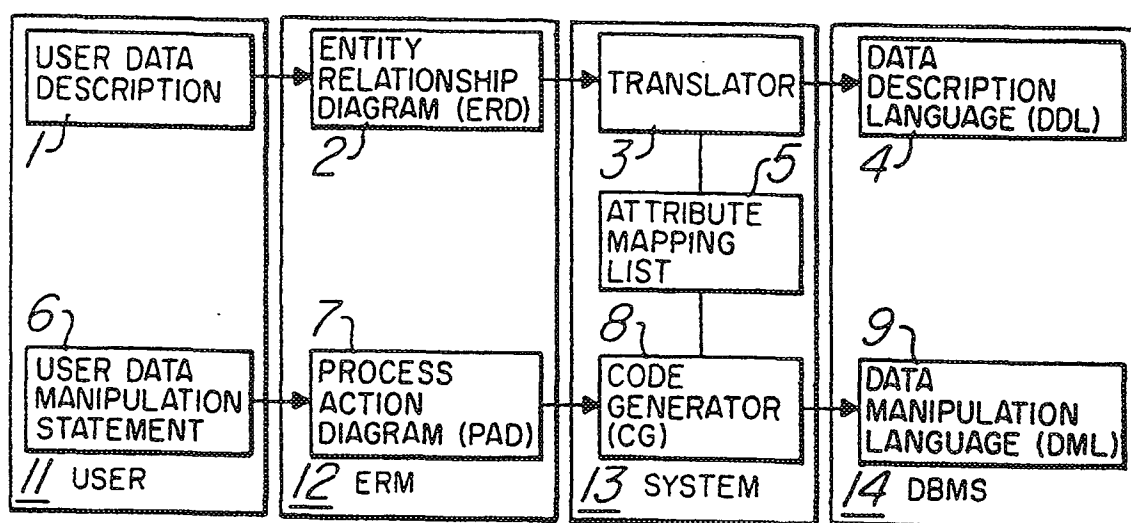 USER DATA
DESCRIPTION
1
ENTITY
RELATIONSHIP
DIAGRAM (ERD)
2
TRANSLATOR
3
DATA
DESCRIPTION
LANGUAGE (DDL)
4
5
ATTRIBUTE
MAPPING
LIST
6
USER DATA
MANIPULATION
STATEMENT
7
PROCESS
ACTION
DIAGRAM (PAD)
8
CODE
GENERATOR
(CG)
9
DATA
MANIPULATION
LANGUAGE (DML)
11 USER
12 ERM
13 SYSTEM
14 DBMS